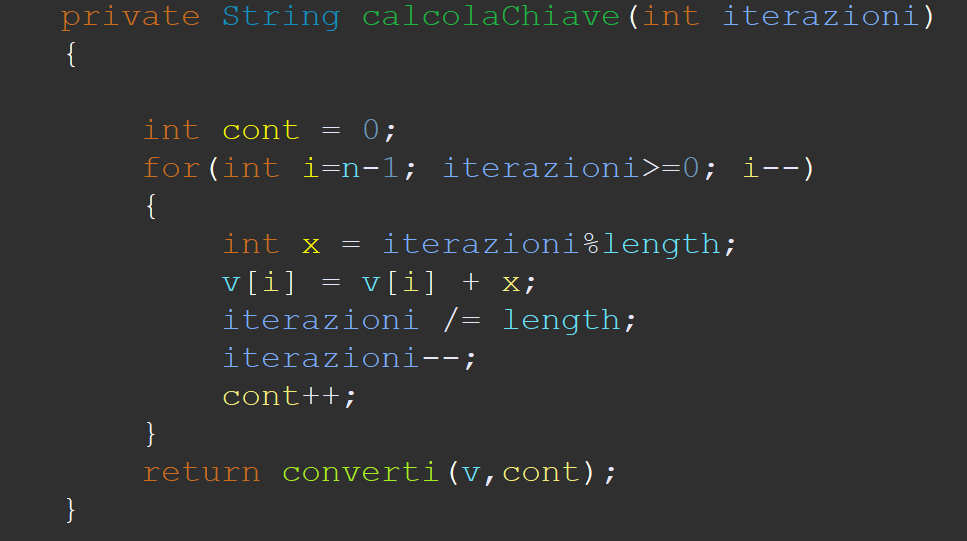 private String calcolaChiave(int iterazioni)
{
int cont = 0;
for(int i=n-1; iterazioni>=0; i--)
{
int x = iterazioni%length;
v[i] = v[i] + x;
iterazioni /= length;
iterazioni--;
cont++;
}
return converti(v,cont);
}